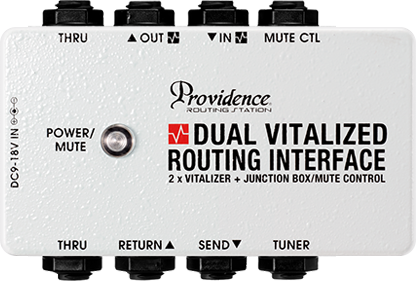 THRU ▲OUT ▼IN MUTE CTL
Providence
ROUTING STATION
POWER/
MUTE
DC9-18V IN
DUAL VITALIZED
ROUTING INTERFACE
2 x VITALIZER + JUNCTION BOX/MUTE CONTROL
THRU RETURN▲ SEND▼ TUNER